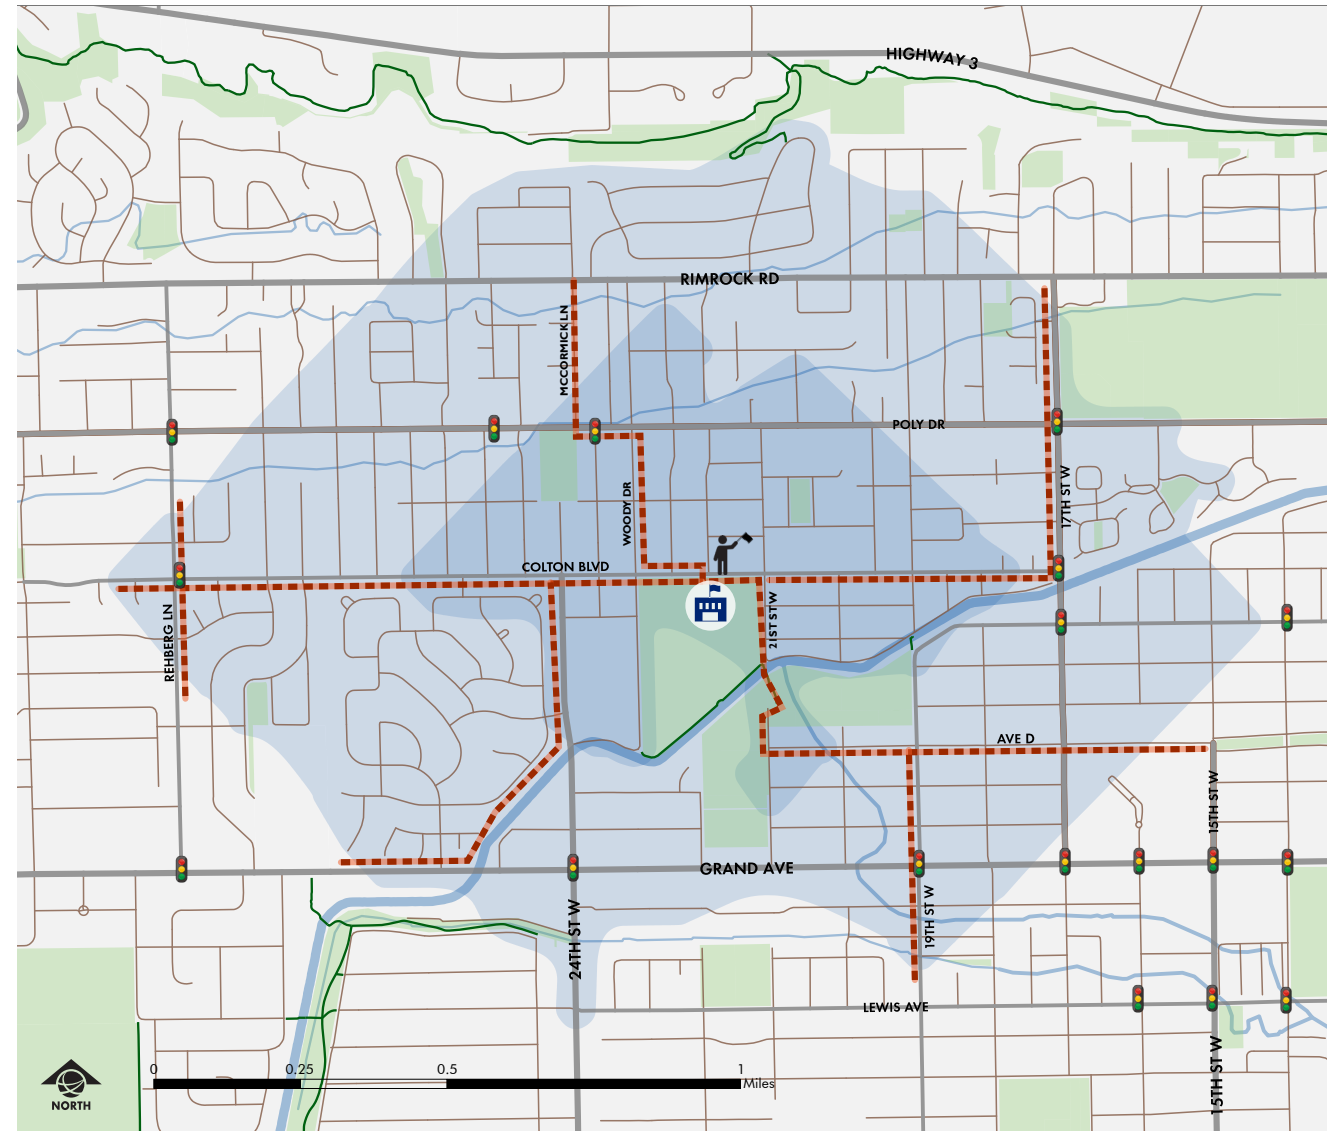 HIGHWAY 3
RIMROCK RD
MCCORMICK LN
POLY DR
WOODY DR
17TH ST W
COLTON BLVD
21ST ST W
REHBERG LN
AVE D
15TH ST W
GRAND AVE
19TH ST W
24TH ST W
LEWIS AVE
15TH ST W
0 0.25 0.5 1
Miles
NORTH